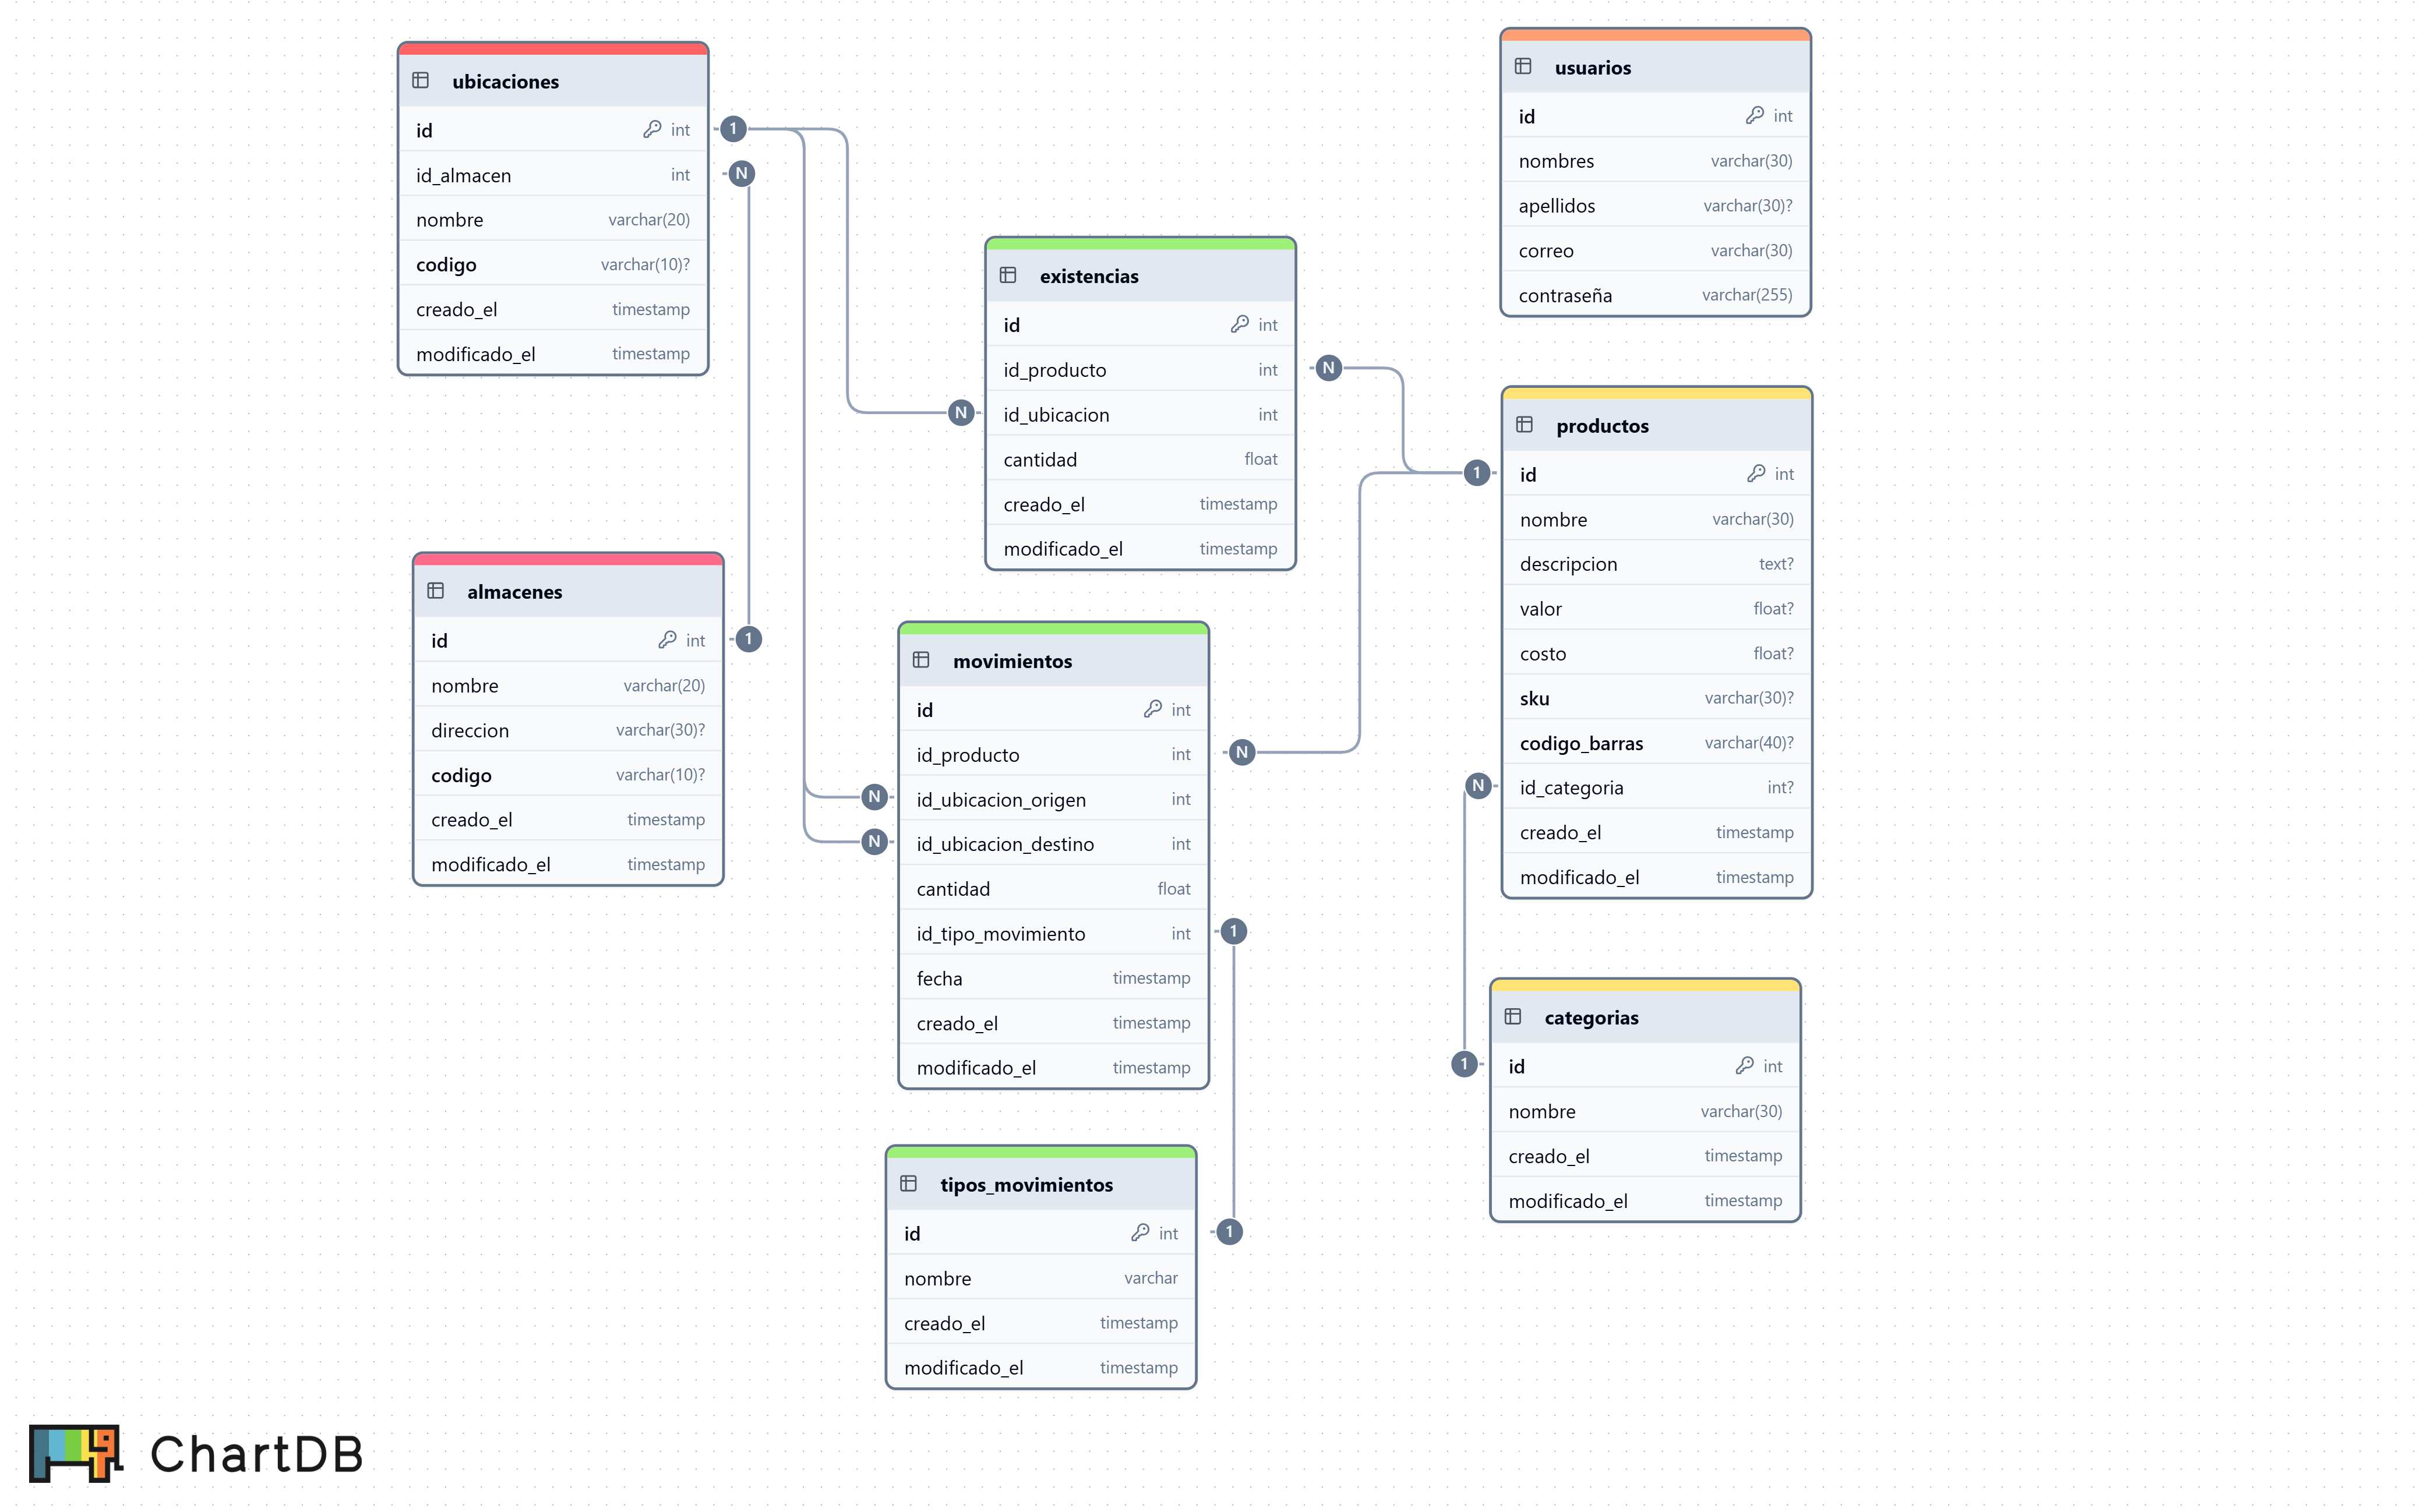 ubicaciones
id int
id_almacen int
nombre varchar(20)
codigo varchar(10)?
creado_el timestamp
modificado_el timestamp
1
N
almacenes
id int
nombre varchar(20)
direccion varchar(30)?
codigo varchar(10)?
creado_el timestamp
modificado_el timestamp
1
existencias
id int
id_producto int
id_ubicacion int
cantidad float
creado_el timestamp
modificado_el timestamp
N
N
movimientos
id int
id_producto int
id_ubicacion_origen int
id_ubicacion_destino int
cantidad float
id_tipo_movimiento int
fecha timestamp
creado_el timestamp
modificado_el timestamp
N
N
N
1
tipos_movimientos
id int
nombre varchar
creado_el timestamp
modificado_el timestamp
1
usuarios
id int
nombres varchar(30)
apellidos varchar(30)?
correo varchar(30)
contraseña varchar(255)
productos
id int
nombre varchar(30)
descripcion text?
valor float?
costo float?
sku varchar(30)?
codigo_barras varchar(40)?
id_categoria int?
creado_el timestamp
modificado_el timestamp
1
N
categorias
id int
nombre varchar(30)
creado_el timestamp
modificado_el timestamp
1
ChartDB